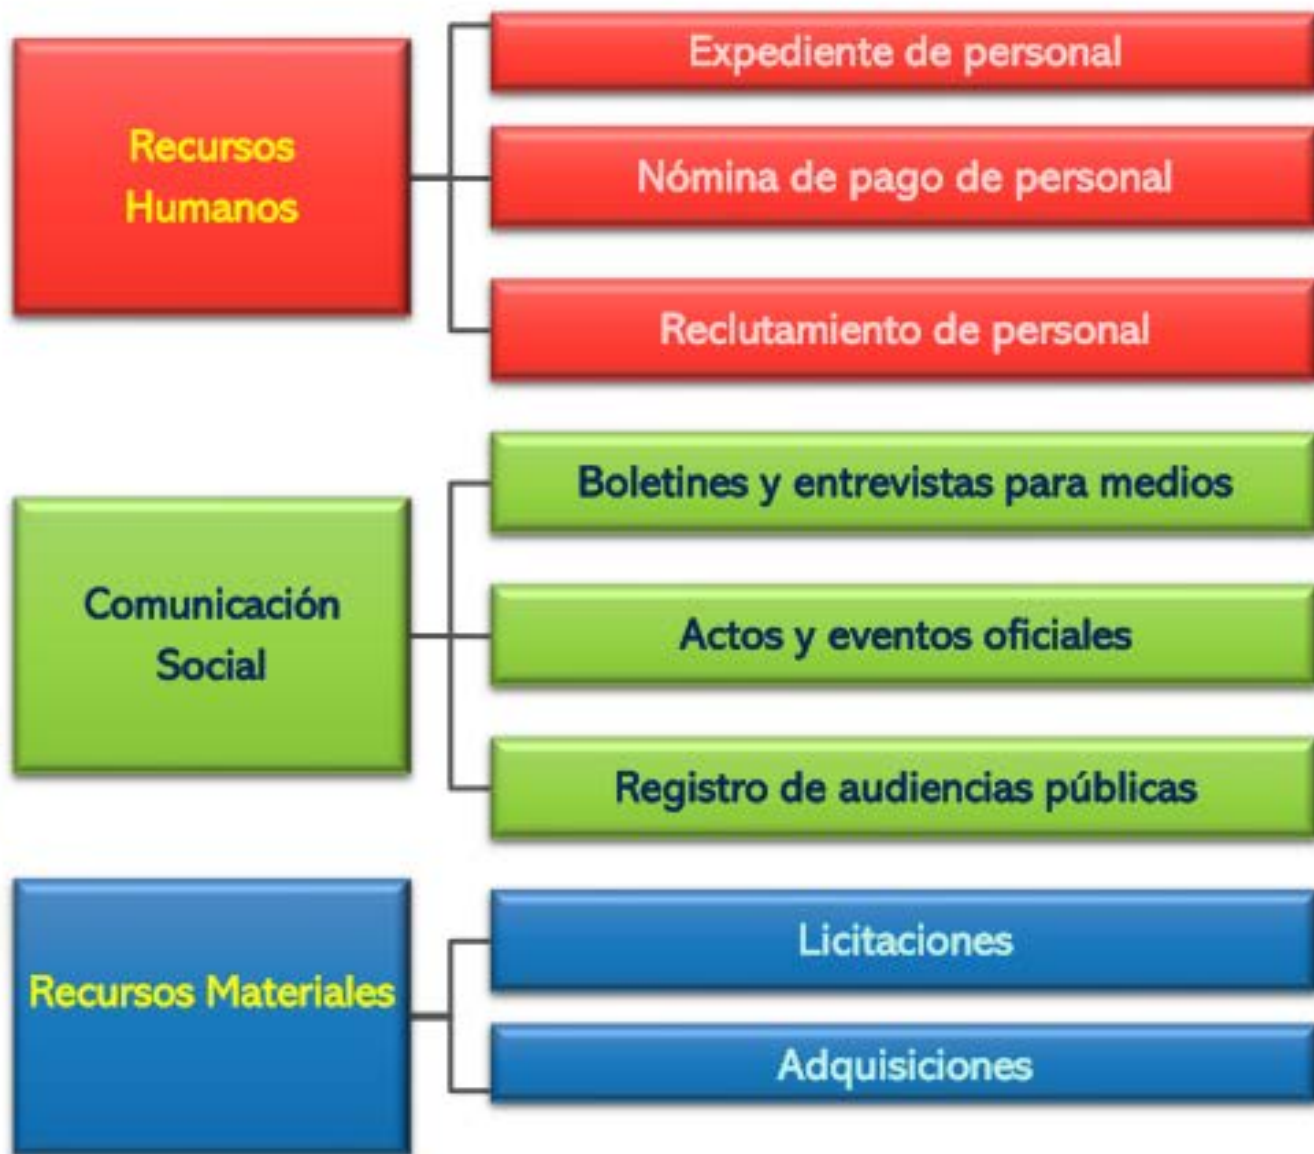 Recursos
Humanos
Expediente de personal
Nómina de pago de personal
Reclutamiento de personal
Comunicación
Social
Boletines y entrevistas para medios
Actos y eventos oficiales
Registro de audiencias públicas
Recursos Materiales
Licitaciones
Adquisiciones